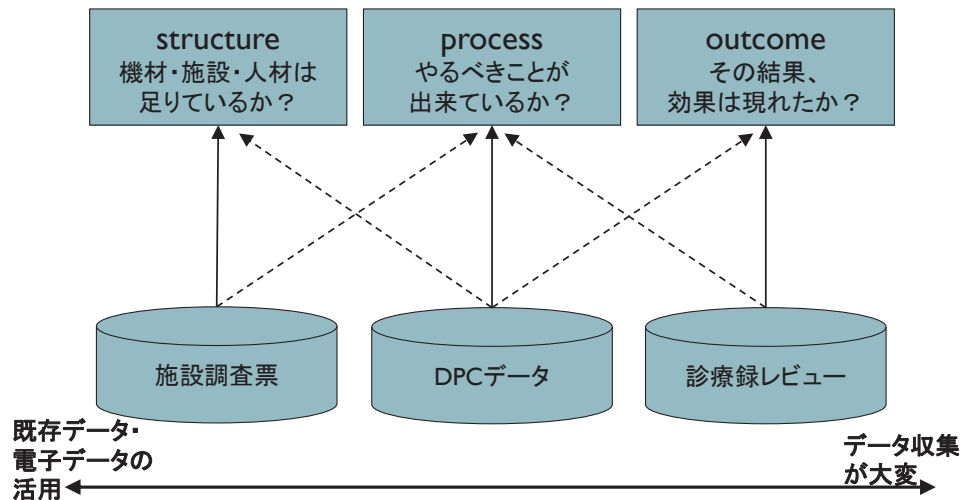 structure
機材・施設・人材は
足りているか？
process
やるべきことが
出来ているか？
outcome
その結果、
効果は現れたか？
施設調査票
DPCデータ
診療録レビュー
既存データ・
電子データの
活用
データ収集
が大変